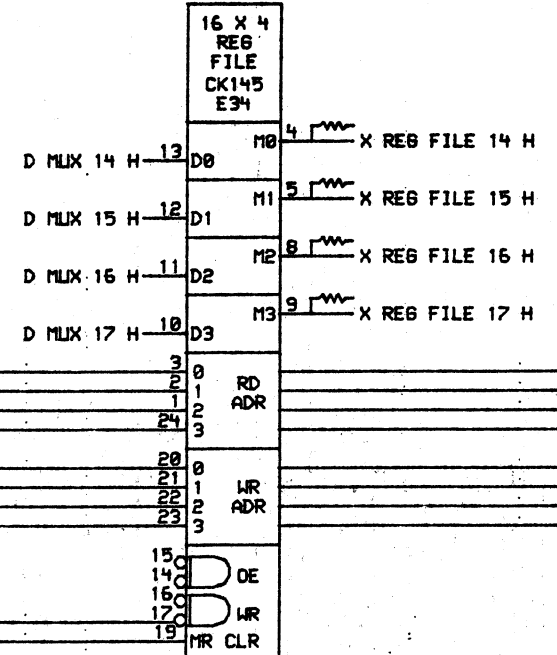 16 X 4
REG
FILE
CK145
E34
4 M0 X REG FILE 14 H
D MUX 14 H 13 D0
5 M1 X REG FILE 15 H
D MUX 15 H 12 D1
8 M2 X REG FILE 16 H
D MUX 16 H 11 D2
9 M3 X REG FILE 17 H
D MUX 17 H 10 D3
3 0
2 1 RD
1 2 ADR
24 3
20 0
21 1 WR
22 2 ADR
23 3
15
14 OE
16
17 WR
19 MR CLR